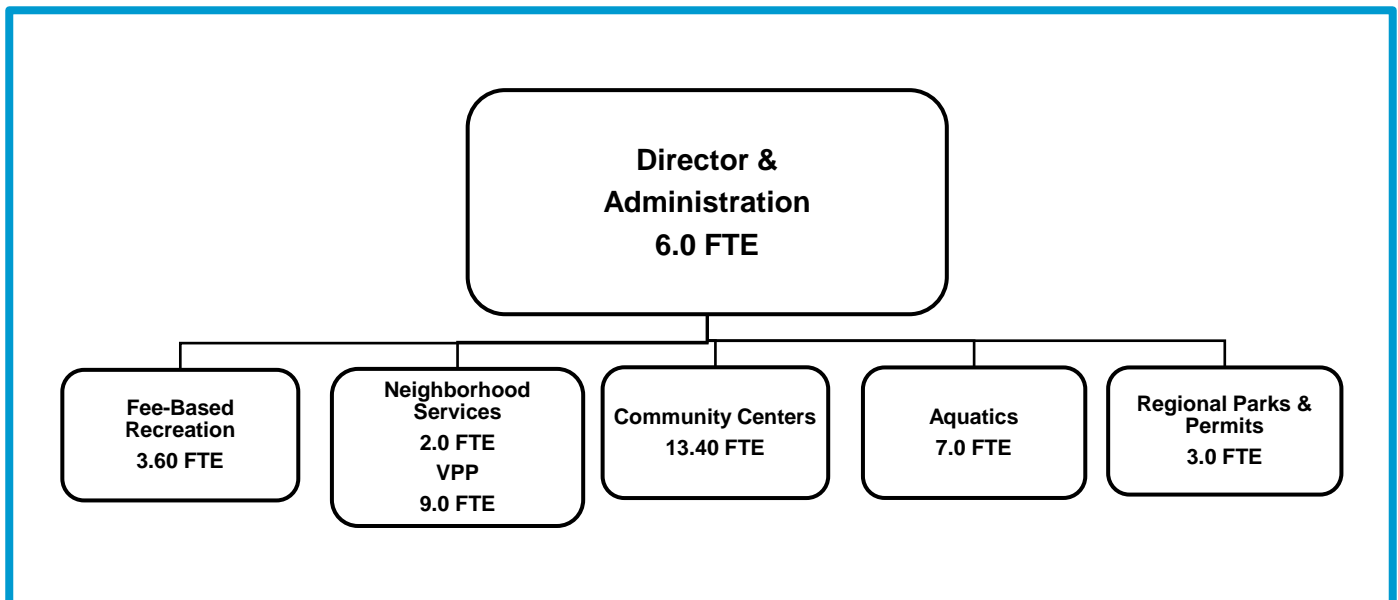 Director &
Administration
6.0 FTE
Fee-Based
Recreation
3.60 FTE
Neighborhood
Services
2.0 FTE
VPP
9.0 FTE
Community Centers
13.40 FTE
Aquatics
7.0 FTE
Regional Parks &
Permits
3.0 FTE